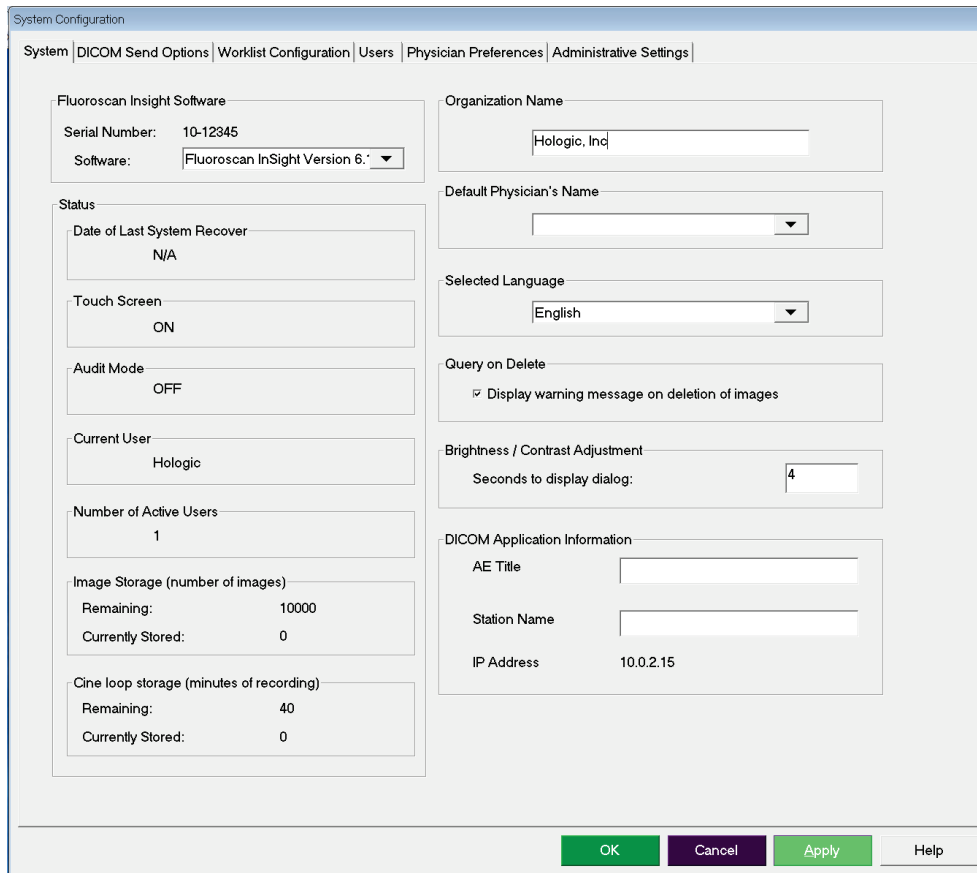 System Configuration
System DICOM Send Options Worklist Configuration Users Physician Preferences Administrative Settings
Fluoroscan Insight Software
Serial Number: 10-12345
Software: Fluoroscan InSight Version 6.
Status
Date of Last System Recover
N/A
Touch Screen
ON
Audit Mode
OFF
Current User
Hologic
Number of Active Users
1
Image Storage (number of images)
Remaining: 10000
Currently Stored: 0
Cine loop storage (minutes of recording)
Remaining: 40
Currently Stored: 0
Organization Name
Hologic, Inc
Default Physician's Name
Selected Language
English
Query on Delete
Display warning message on deletion of images
Brightness / Contrast Adjustment
Seconds to display dialog: 4
DICOM Application Information
AE Title
Station Name
IP Address 10.0.2.15
OK Cancel Apply Help